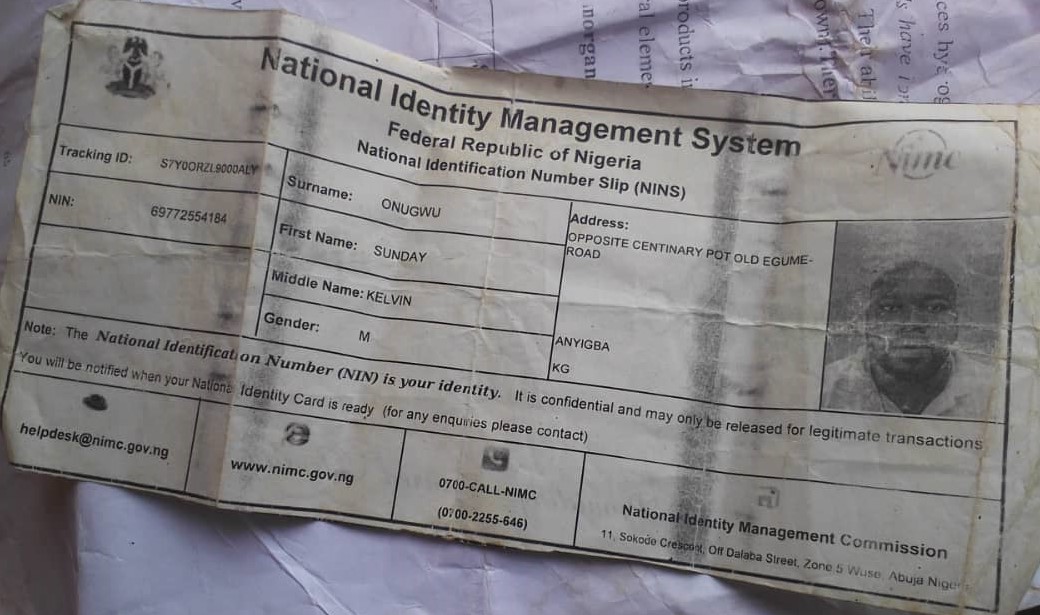 National Identity Management System
Federal Republic of Nigeria
National Identification Number Slip (NINS)
Nimc
Tracking ID: S7Y0ORZL9000ALY
NIN: 69772554184
Surname: ONUGWU
First Name: SUNDAY
Middle Name: KELVIN
Gender: M
Address:
OPPOSITE CENTINARY POT OLD EGUME-
ROAD
ANYIGBA
KG
Note: The National Identification Number (NIN) is your identity. It is confidential and may only be released for legitimate transactions
You will be notified when your National Identity Card is ready (for any enquiries please contact)
helpdesk@nimc.gov.ng
www.nimc.gov.ng
0700-CALL-NIMC
(0700-2255-646)
National Identity Management Commission
11, Sokode Crescent, Off Dalaba Street, Zone 5 Wuse, Abuja
products